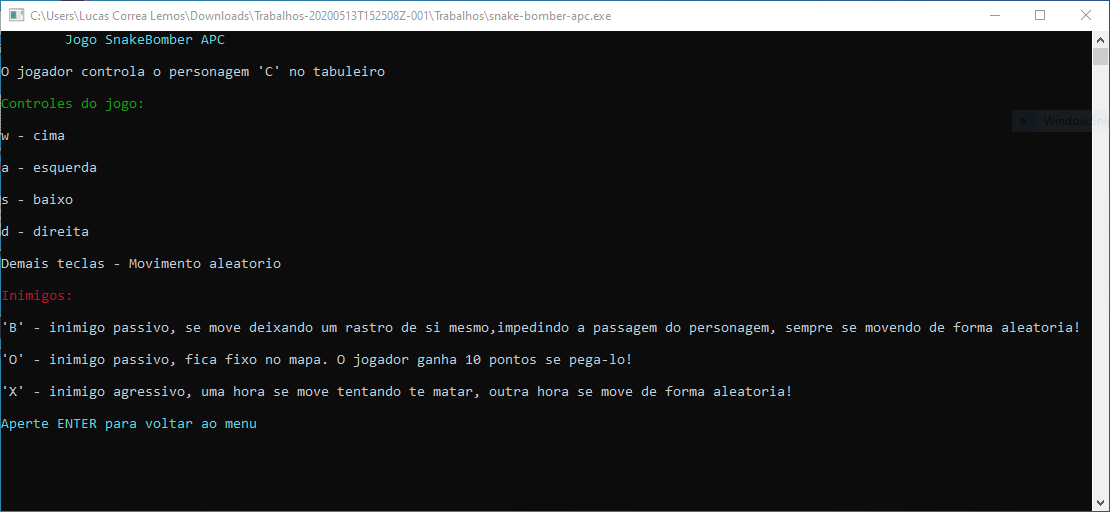 C:\Users\Lucas Correa Lemos\Downloads\Trabalhos-20200513T152508Z-001\Trabalhos\snake-bomber-apc.exe
Jogo SnakeBomber APC
O jogador controla o personagem 'C' no tabuleiro
Controles do jogo:
Window Snip
w - cima
a - esquerda
s - baixo
d - direita
Demais teclas - Movimento aleatorio
Inimigos:
'B' - inimigo passivo, se move deixando um rastro de si mesmo,impedindo a passagem do personagem, sempre se movendo de forma aleatoria!
'O' - inimigo passivo, fica fixo no mapa. O jogador ganha 10 pontos se pega-lo!
'X' - inimigo agressivo, uma hora se move tentando te matar, outra hora se move de forma aleatoria!
Aperte ENTER para voltar ao menu